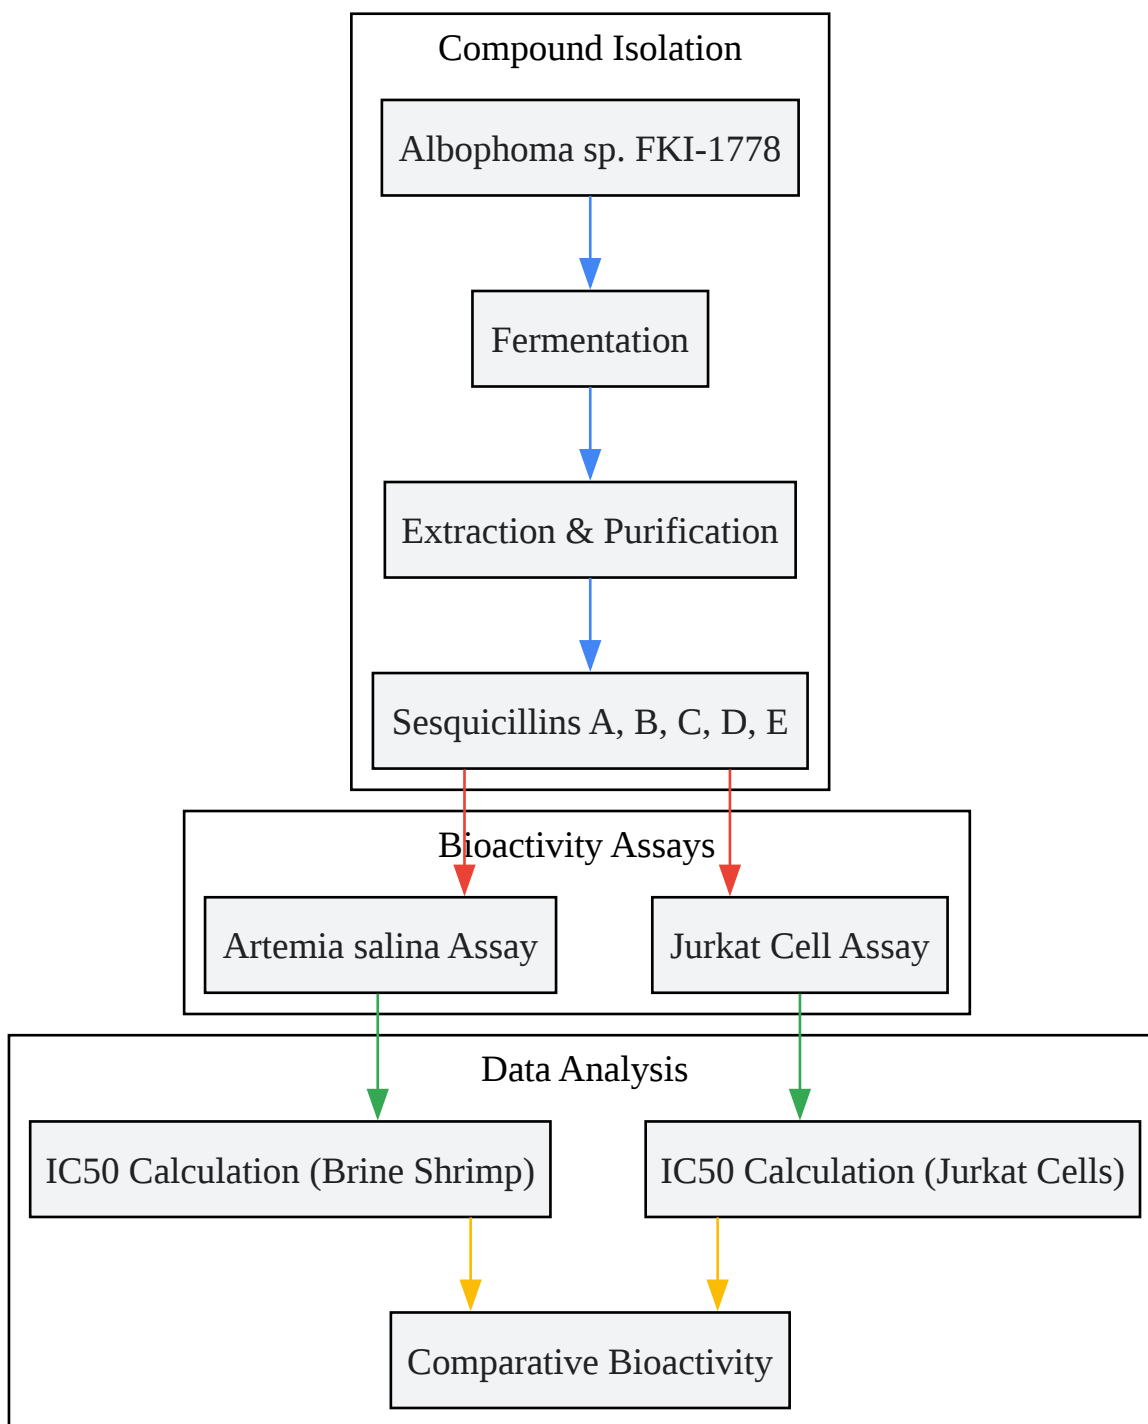 Compound Isolation
Albophoma sp. FKI-1778
Fermentation
Extraction & Purification
Sesquicillins A, B, C, D, E
Bioactivity Assays
Artemia salina Assay
Jurkat Cell Assay
Data Analysis
IC50 Calculation (Brine Shrimp)
IC50 Calculation (Jurkat Cells)
Comparative Bioactivity